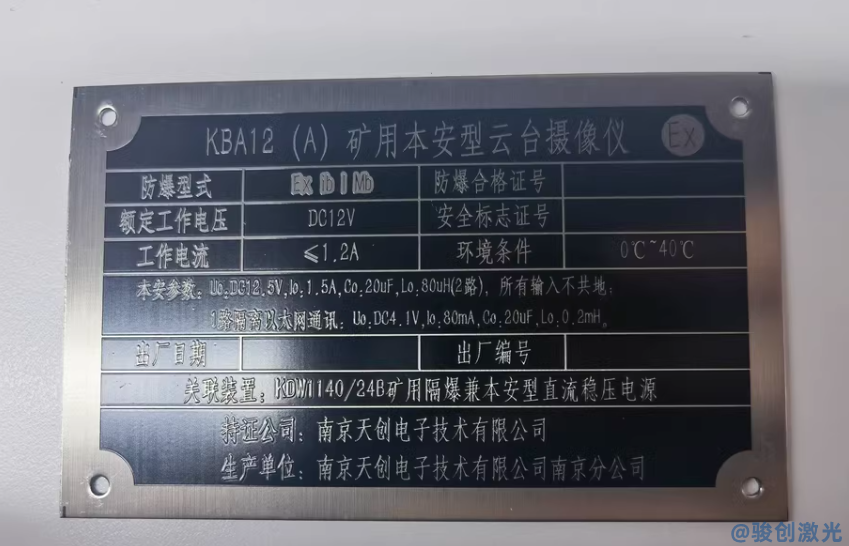 KBA12 (A) 矿用本安型云台摄像仪 Ex
防爆型式 Ex ib I Mb 防爆合格证号
额定工作电压 DC12V 安全标志证号
工作电流 ≤1.2A 环境条件 0℃~40℃
本安参数: Uo:DC12.5V,Io:1.5A,Co:20uF,Lo:80uH(2路), 所有输入不共地;
1路隔离以太网通讯: Uo:DC4.1V,Io:80mA,Co:20uF,Lo:0.2mH。
出厂日期 出厂编号
关联装置: KDW1140/24B矿用隔爆兼本安型直流稳压电源
持证公司: 南京天创电子技术有限公司
生产单位: 南京天创电子技术有限公司南京分公司
@骏创激光